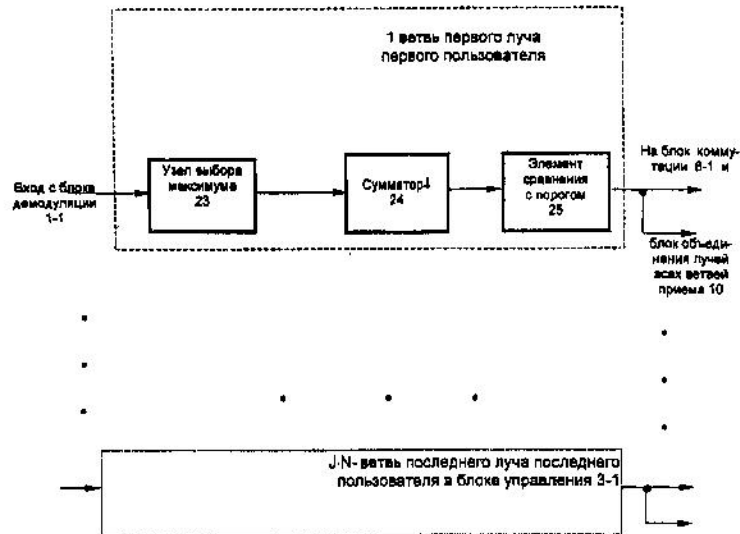 1 ветвь первого луча
первого пользователя
Вход с блока
демодуляции
1-1
Узел выбора
максимума
23
Сумматор
24
Элемент
сравнения
с порогом
25
На блок комму-
тации 6-1 и
блок объеди-
нения лучей
всех ветвей
приема 10
J·N- ветвь последнего луча последнего
пользователя в блоке управления 3-1